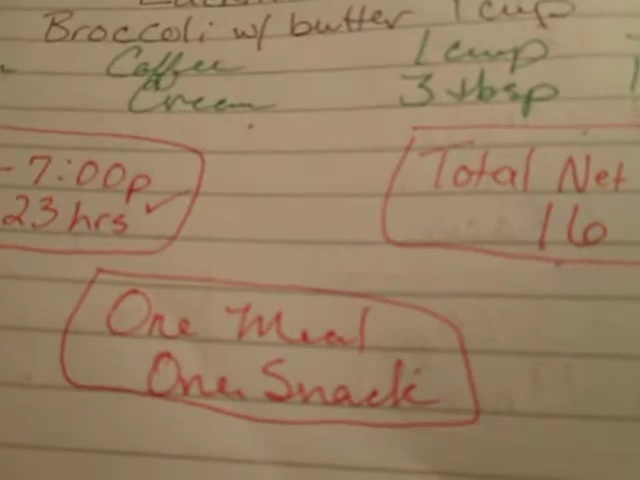 Broccoli w/ butter 1 cup
Coffee 1 cup
Cream 3 tbsp
-7:00p
23 hrs ✓
Total Net
16
One Meal
One Snack